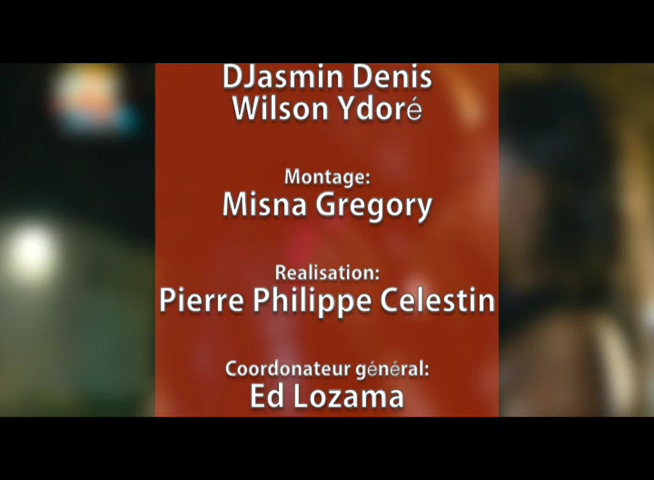 DJasmin Denis
Wilson Ydoré
Montage:
Misna Gregory
Realisation:
Pierre Philippe Celestin
Coordonateur général:
Ed Lozama